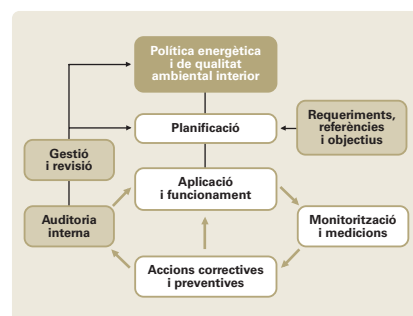 Política energètica
i de qualitat
ambiental interior
Planificació
Requeriments,
referències
i objectius
Gestió
i revisió
Aplicació
i funcionament
Auditoria
interna
Monitorització
i medicions
Accions correctives
i preventives